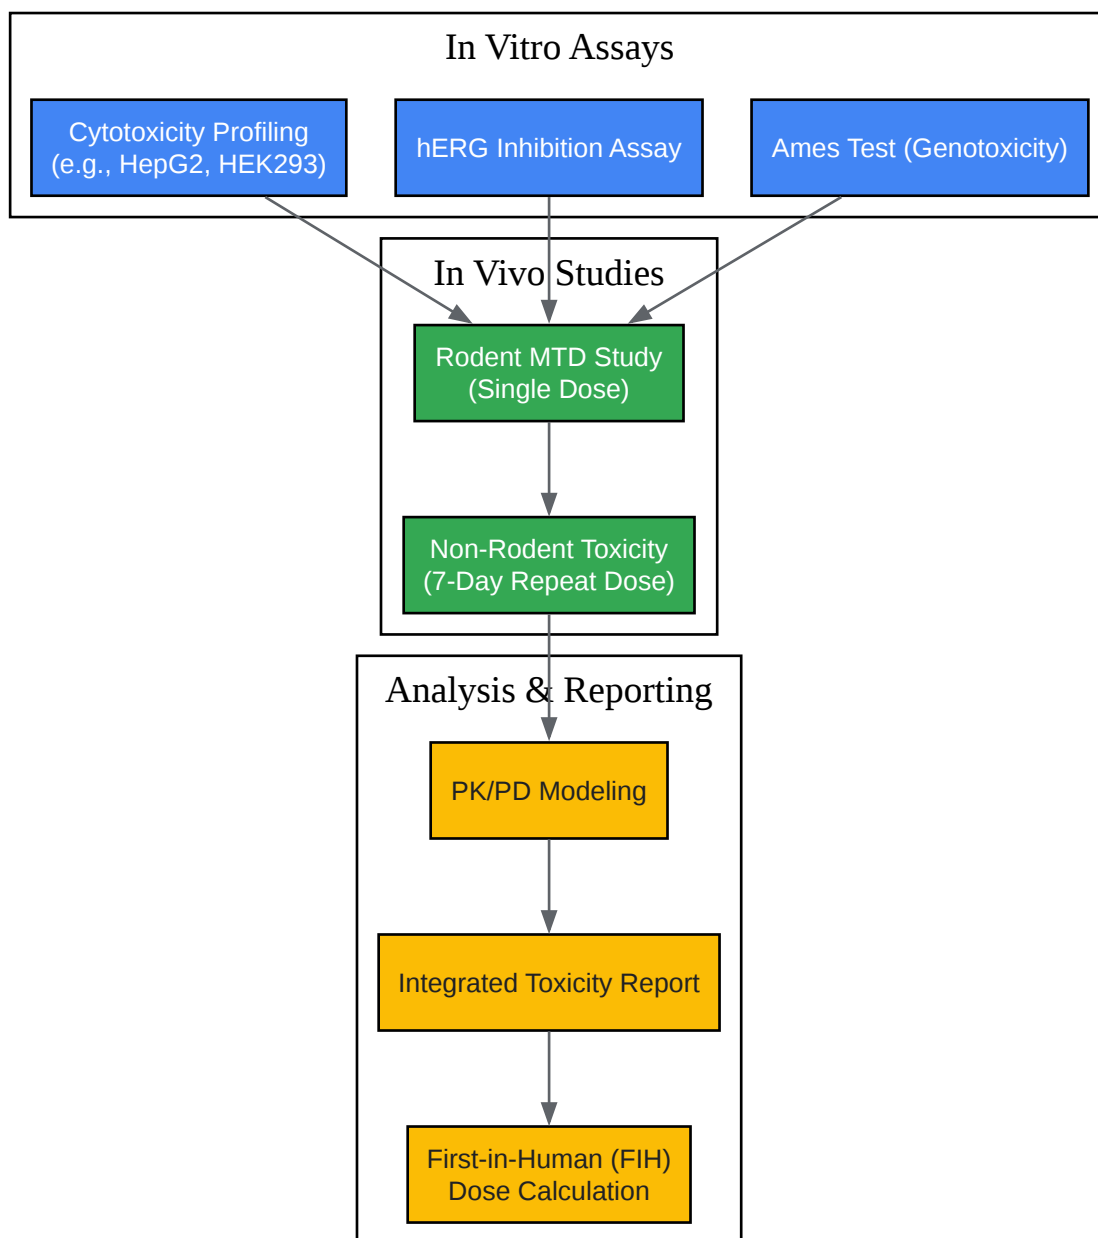 In Vitro Assays
Cytotoxicity Profiling
(e.g., HepG2, HEK293)
hERG Inhibition Assay
Ames Test (Genotoxicity)
In Vivo Studies
Rodent MTD Study
(Single Dose)
Non-Rodent Toxicity
(7-Day Repeat Dose)
Analysis & Reporting
PK/PD Modeling
Integrated Toxicity Report
First-in-Human (FIH)
Dose Calculation